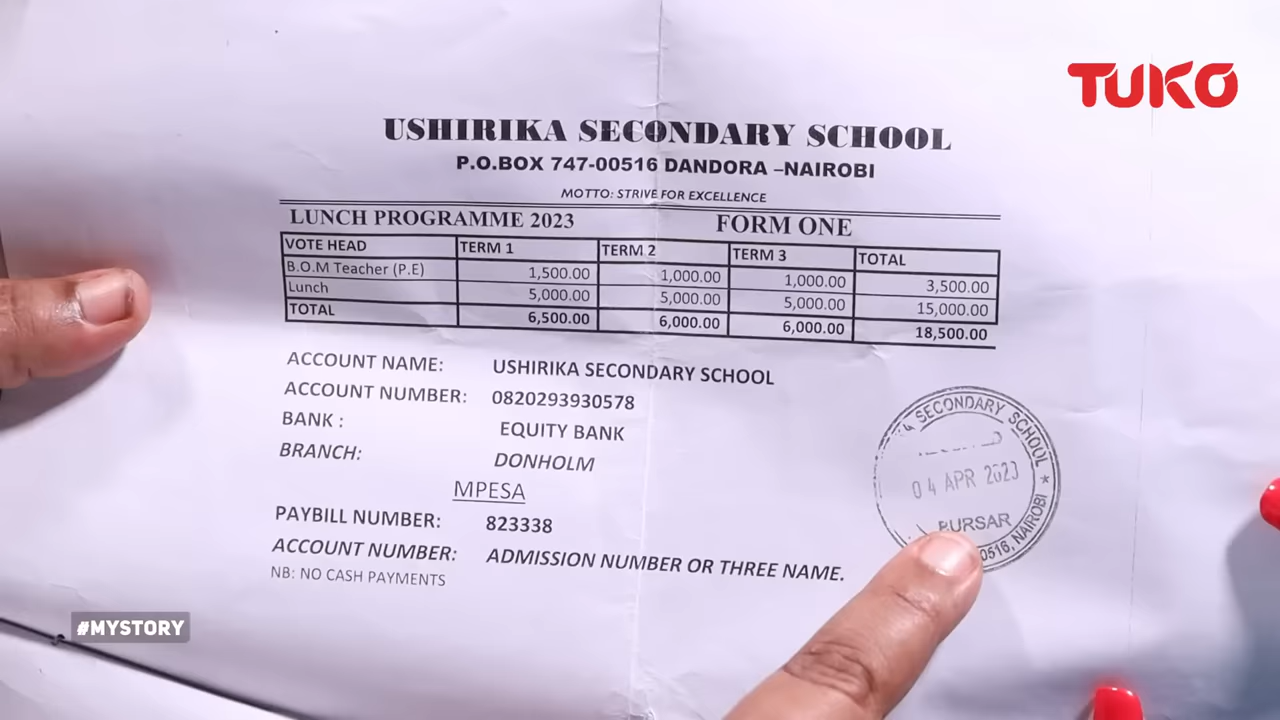 TUKO
USHIRIKA SECONDARY SCHOOL
P.O.BOX 747-00516 DANDORA –NAIROBI
MOTTO: STRIVE FOR EXCELLENCE
LUNCH PROGRAMME 2023 FORM ONE
VOTE HEAD TERM 1 TERM 2 TERM 3 TOTAL
B.O.M Teacher (P.E) 1,500.00 1,000.00 1,000.00 3,500.00
Lunch 5,000.00 5,000.00 5,000.00 15,000.00
TOTAL 6,500.00 6,000.00 6,000.00 18,500.00
ACCOUNT NAME: USHIRIKA SECONDARY SCHOOL
ACCOUNT NUMBER: 0820293930578
BANK : EQUITY BANK
BRANCH: DONHOLM
MPESA
PAYBILL NUMBER: 823338
ACCOUNT NUMBER: ADMISSION NUMBER OR THREE NAME.
NB: NO CASH PAYMENTS
SECONDARY SCHOOL *
04 APR 2023
BURSAR
00516, NAIROBI
#MYSTORY